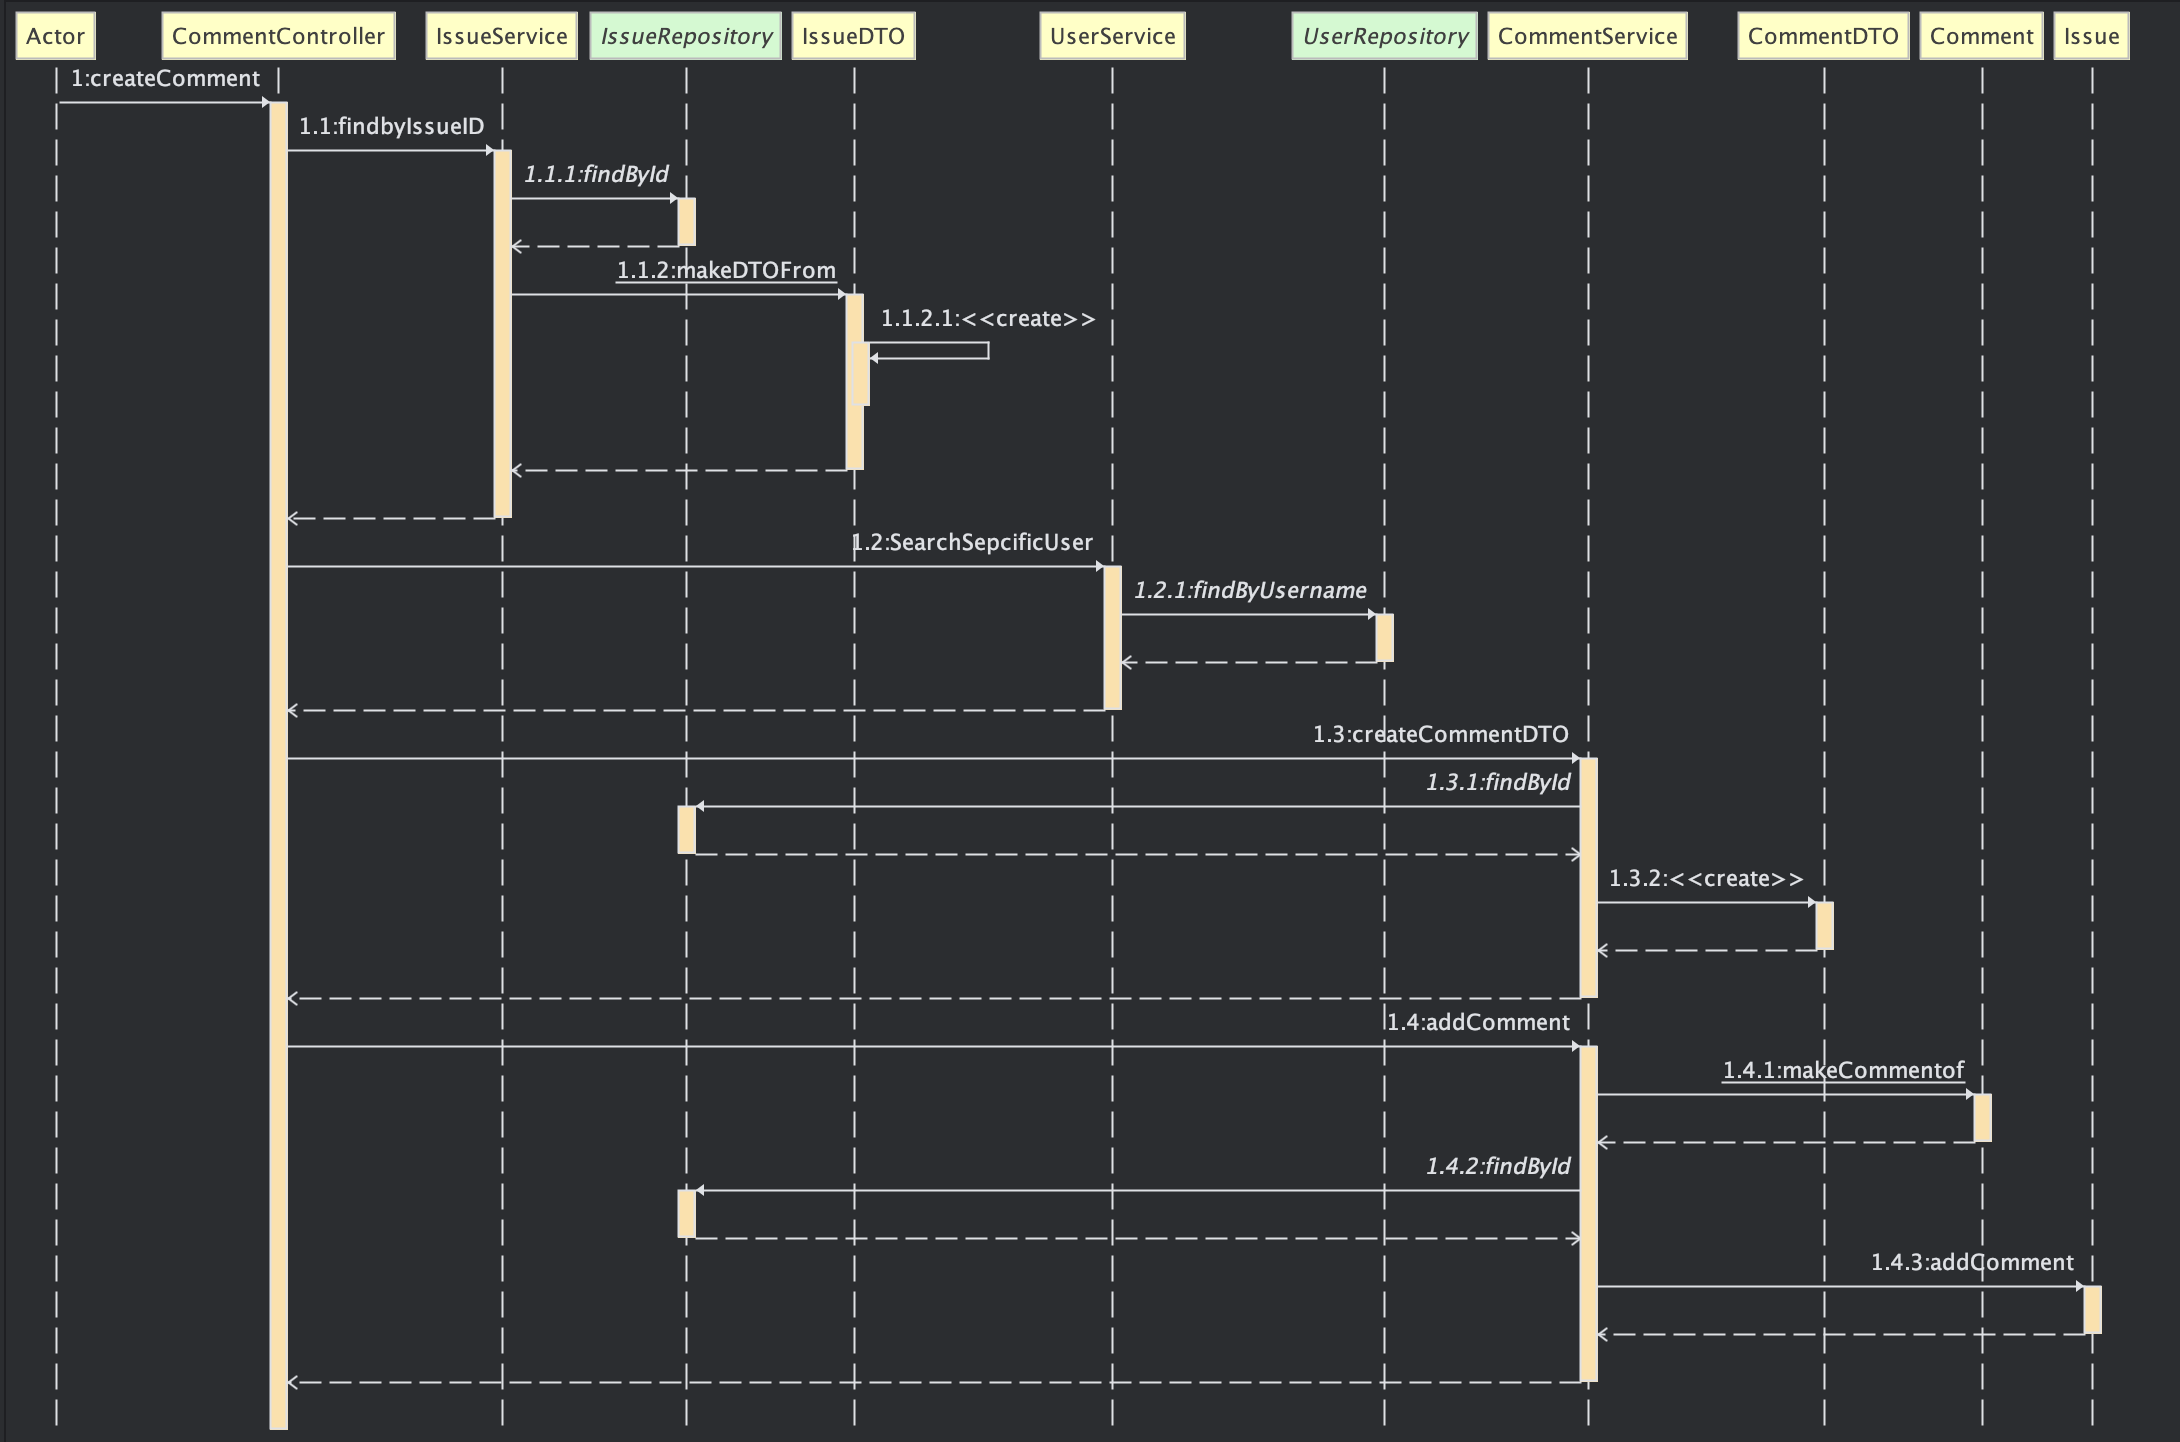 Actor
CommentController
IssueService
IssueRepository
IssueDTO
UserService
UserRepository
CommentService
CommentDTO
Comment
Issue
1:createComment
1.1:findbyIssueID
1.1.1:findById
1.1.2:makeDTOFrom
1.1.2.1:<<create>>
1.2:SearchSepcificUser
1.2.1:findByUsername
1.3:createCommentDTO
1.3.1:findById
1.3.2:<<create>>
1.4:addComment
1.4.1:makeCommentof
1.4.2:findById
1.4.3:addComment